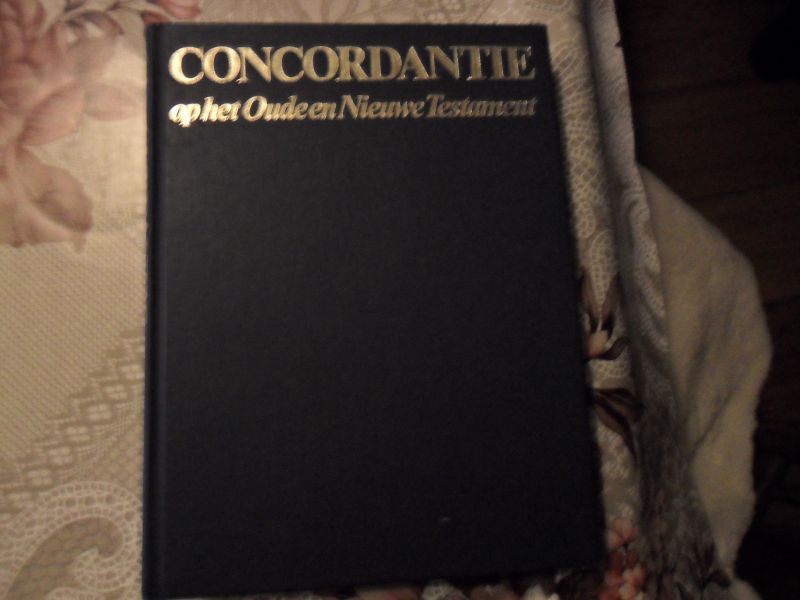 CONCORDANTIE
op het Oude en Nieuwe Testament